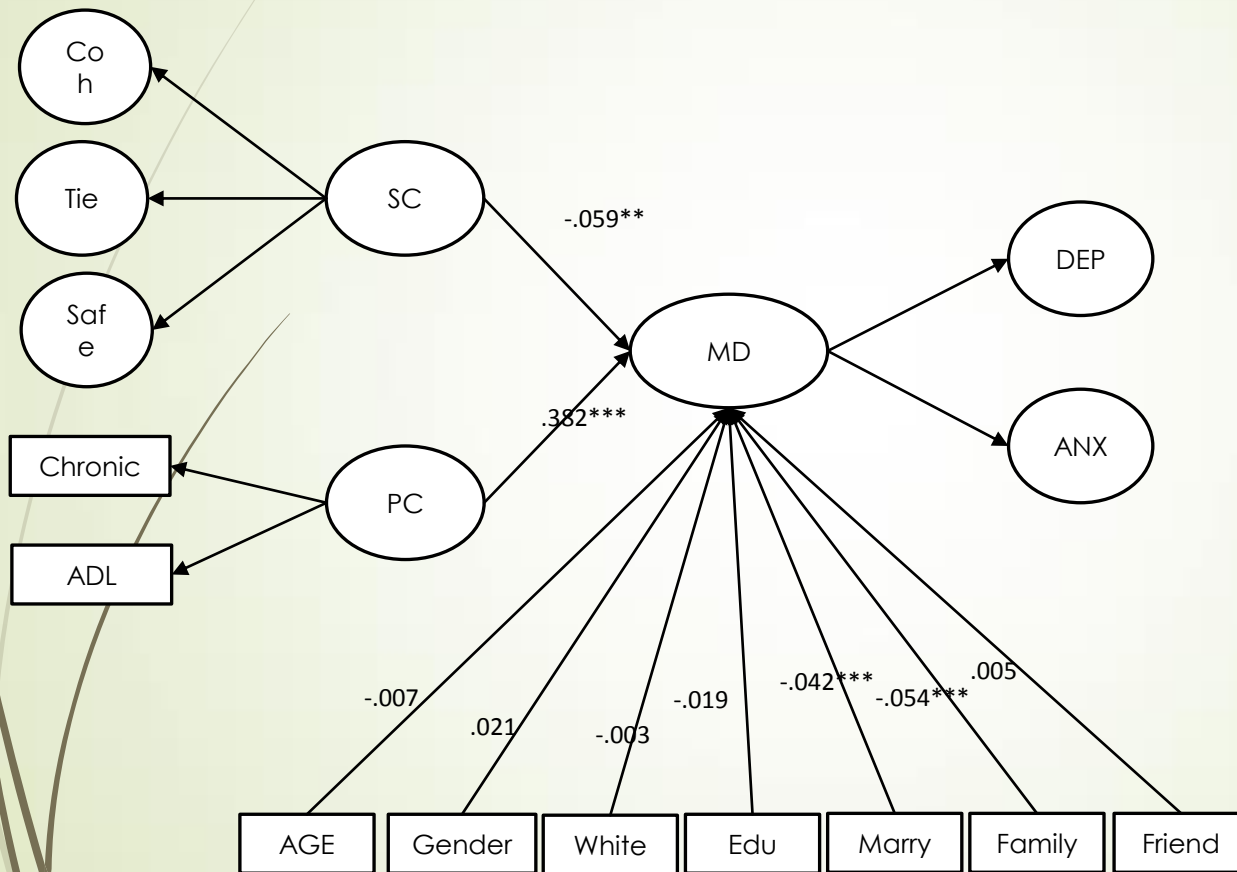 Co
h
Tie
Saf
e
SC
-.059**
DEP
MD
ANX
.382***
Chronic
ADL
PC
-.007
.021
-.003
-.019
-.042***
-.054***
.005
AGE
Gender
White
Edu
Marry
Family
Friend